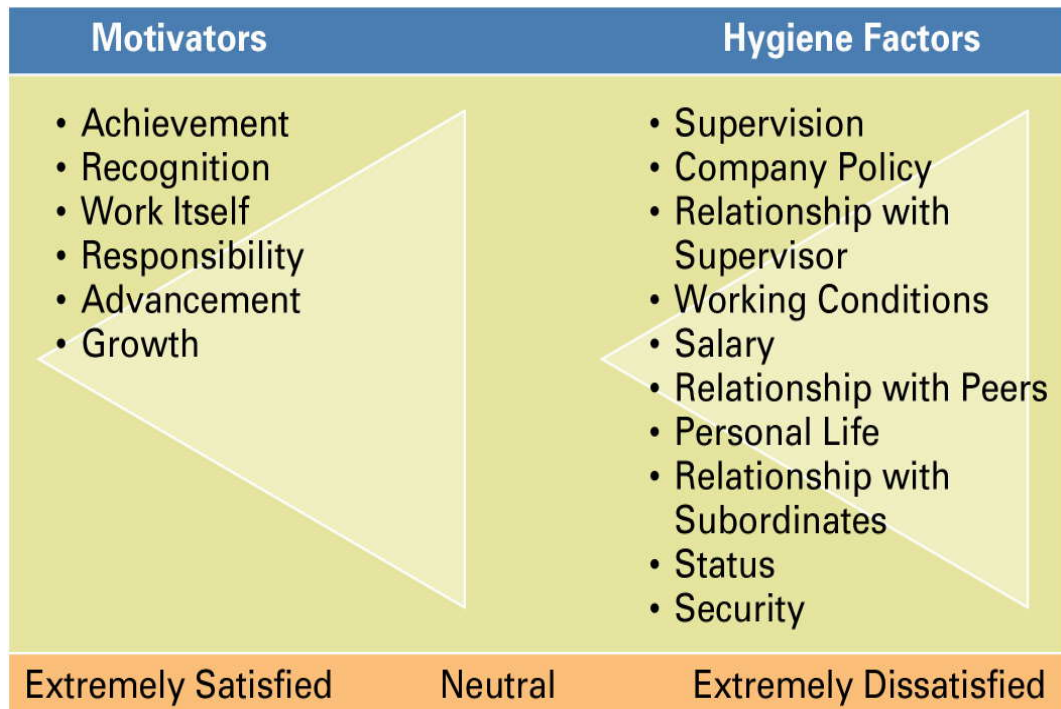 Motivators
Hygiene Factors
• Achievement
• Recognition
• Work Itself
• Responsibility
• Advancement
• Growth
• Supervision
• Company Policy
• Relationship with
Supervisor
• Working Conditions
• Salary
• Relationship with Peers
• Personal Life
• Relationship with
Subordinates
• Status
• Security
Extremely Satisfied
Neutral
Extremely Dissatisfied